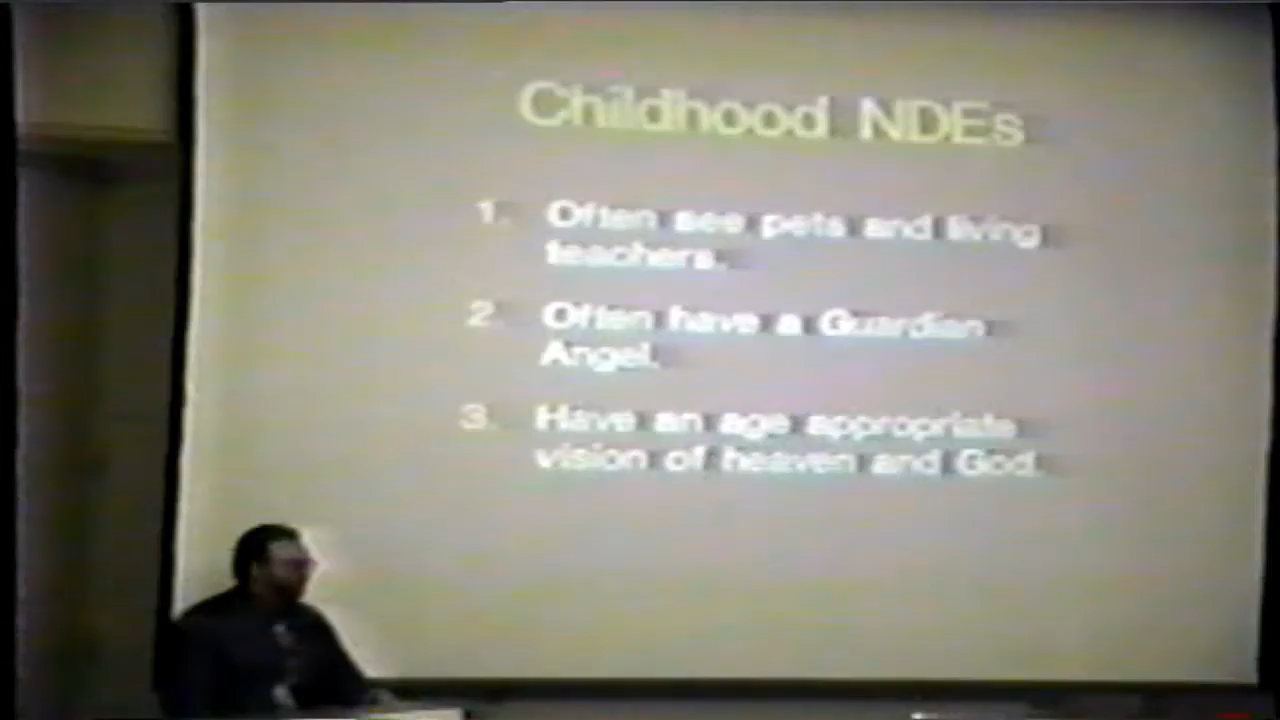 Childhood NDEs
1. Often see pets and living
teachers.
2. Often have a Guardian
Angel.
3. Have an age appropriate
vision of heaven and God.